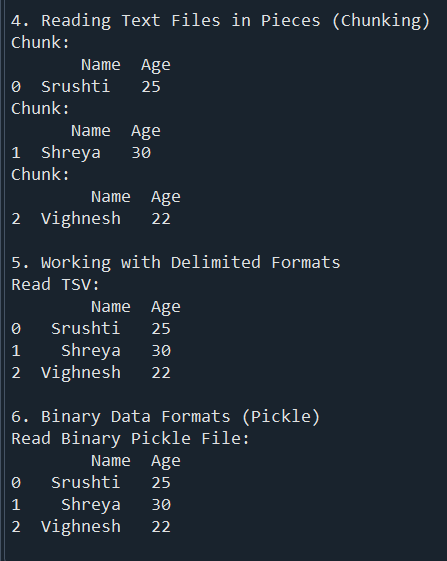 4. Reading Text Files in Pieces (Chunking)
Chunk:
       Name  Age
0  Srushti   25
Chunk:
      Name  Age
1  Shreya   30
Chunk:
        Name  Age
2  Vighnesh   22

5. Working with Delimited Formats
Read TSV:
        Name  Age
0   Srushti   25
1    Shreya   30
2  Vighnesh   22

6. Binary Data Formats (Pickle)
Read Binary Pickle File:
        Name  Age
0   Srushti   25
1    Shreya   30
2  Vighnesh   22